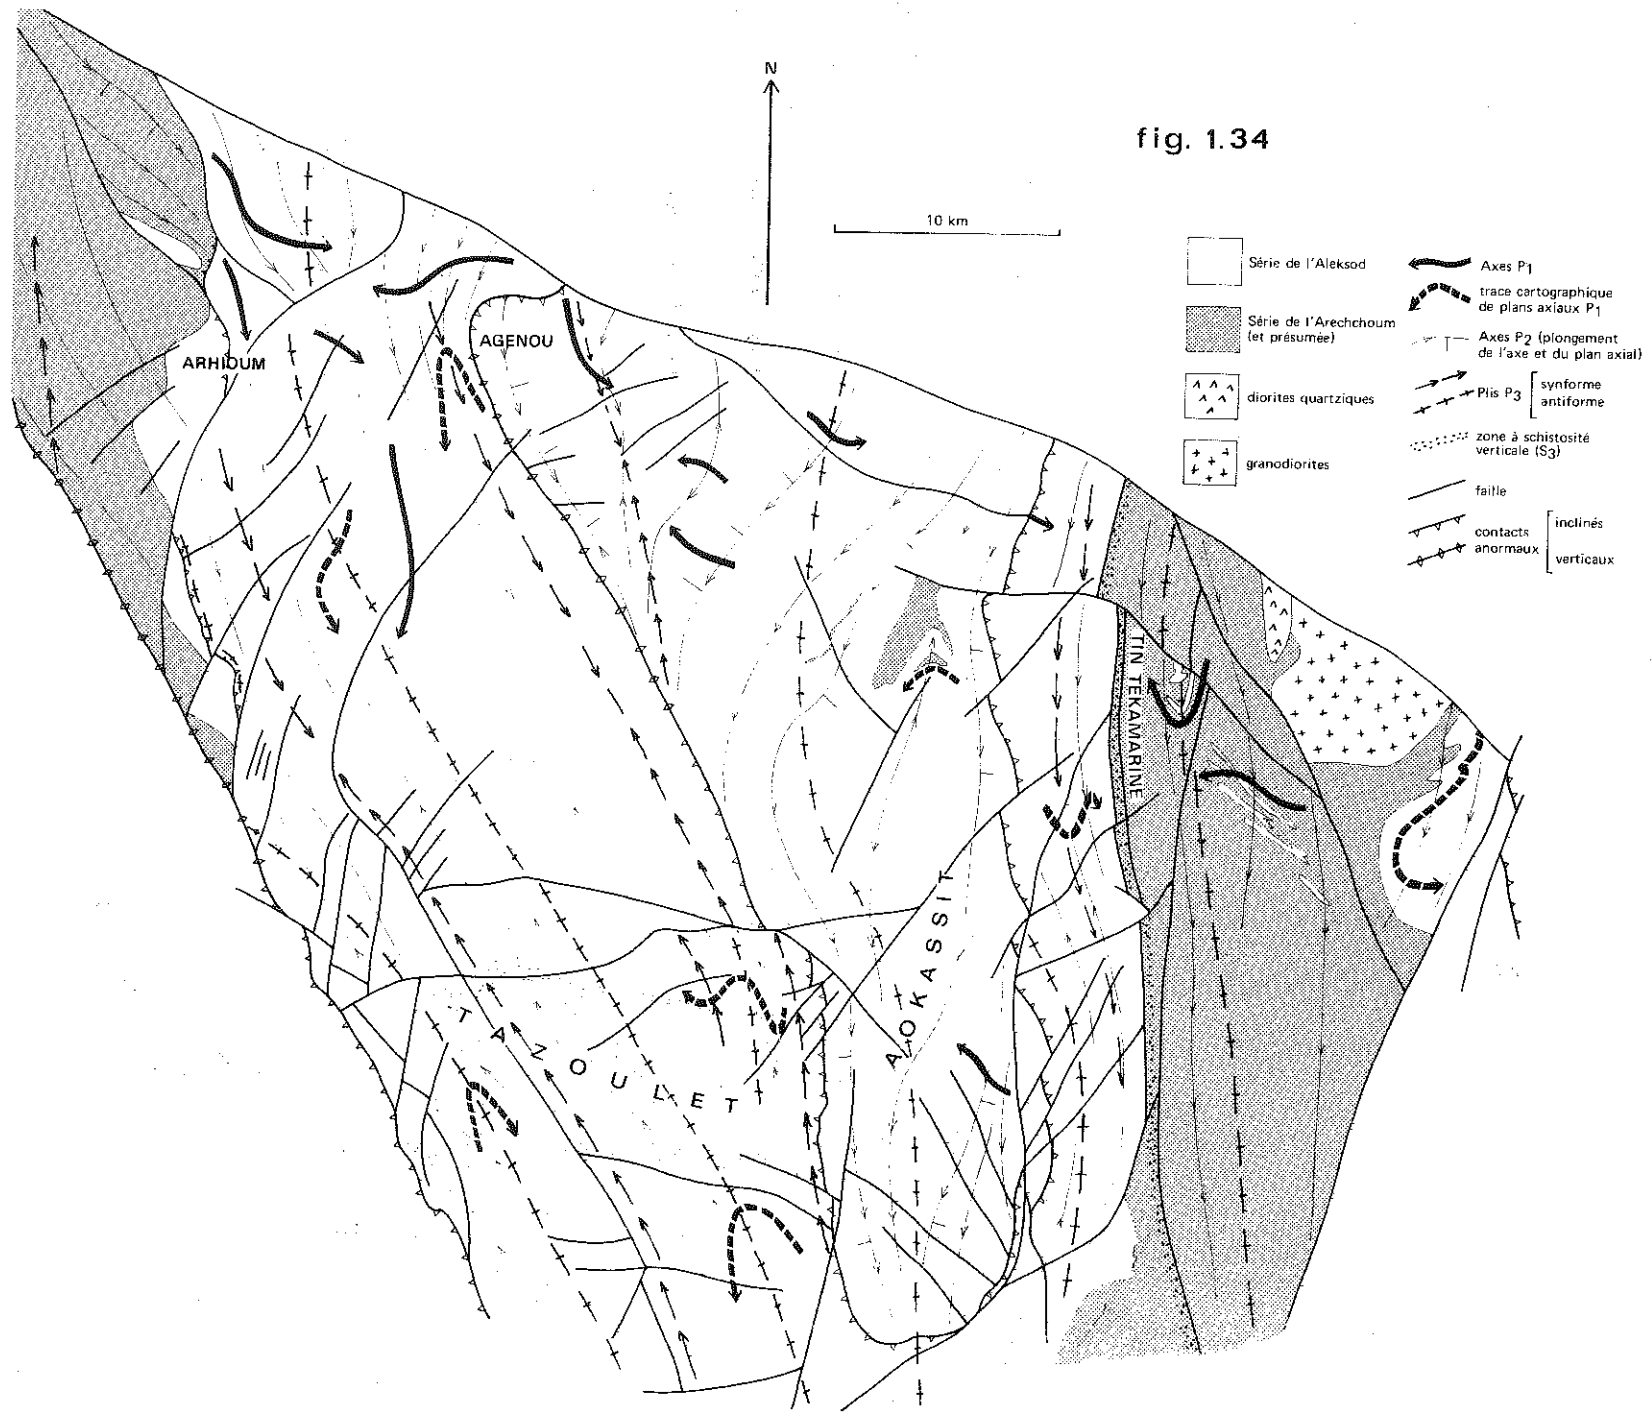 N
fig. 1.34
10 km
Série de l'Aleksod
Série de l'Arechchoum
(et présumée)
diorites quartziques
granodiorites
Axes P1
trace cartographique
de plans axiaux P1
Axes P2 (plongement
de l'axe et du plan axial)
Plis P3
synforme
antiforme
zone à schistosité
verticale (S3)
faille
contacts
anormaux
inclinés
verticaux
ARHIOUM
AGENOU
TIN TEKAMARINE
AOKASSIT
TAZOULET